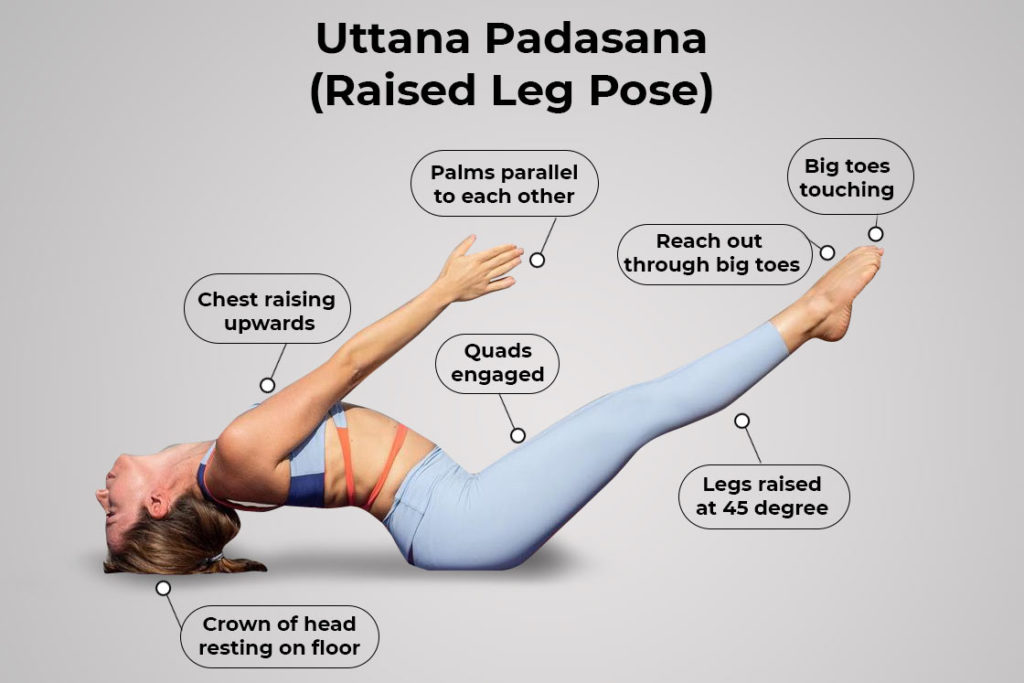 Uttana Padasana
(Raised Leg Pose)
Palms parallel
to each other
Big toes
touching
Reach out
through big toes
Chest raising
upwards
Quads
engaged
Legs raised
at 45 degree
Crown of head
resting on floor